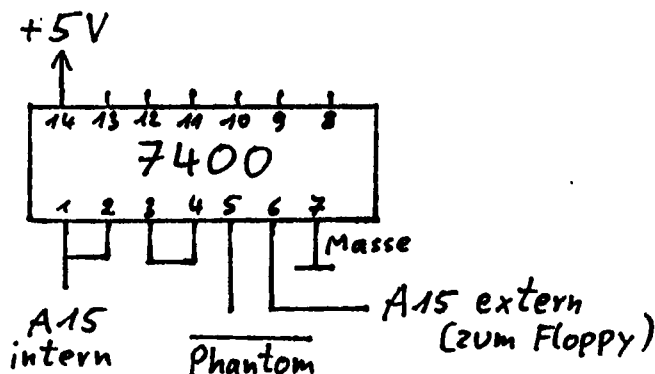 +5V
14 13 12 11 10 9 8
7400
1 2 3 4 5 6 7
Masse
A15 intern
Phantom
A15 extern
(zum Floppy)